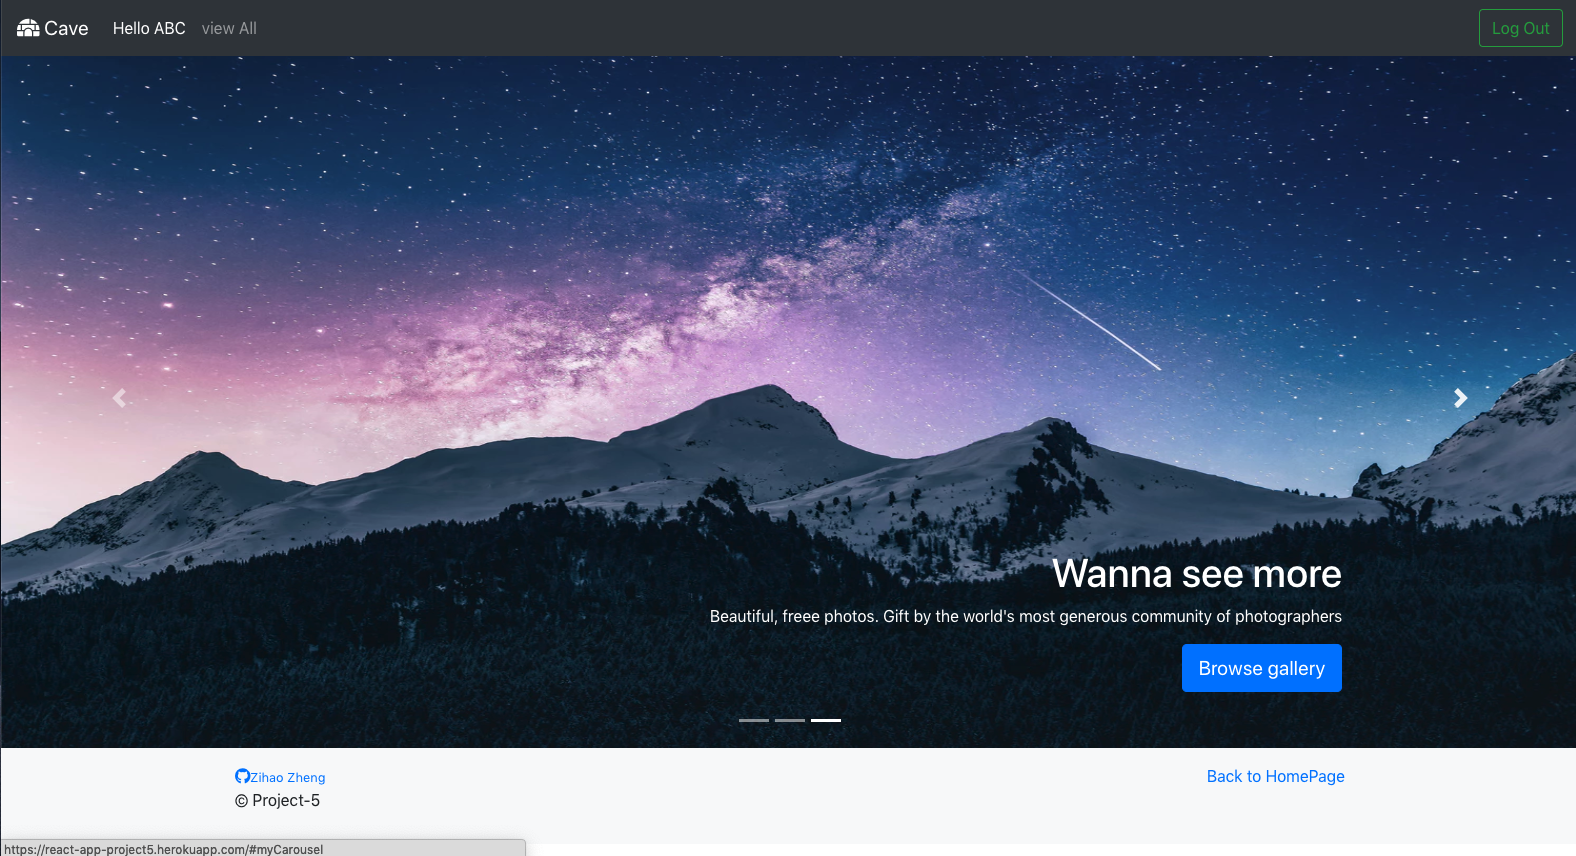 Cave Hello ABC view All Log Out
Wanna see more
Beautiful, freee photos. Gift by the world's most generous community of photographers
Browse gallery
Zihao Zheng
© Project-5
Back to HomePage
https://react-app-project5.herokuapp.com/#myCarousel